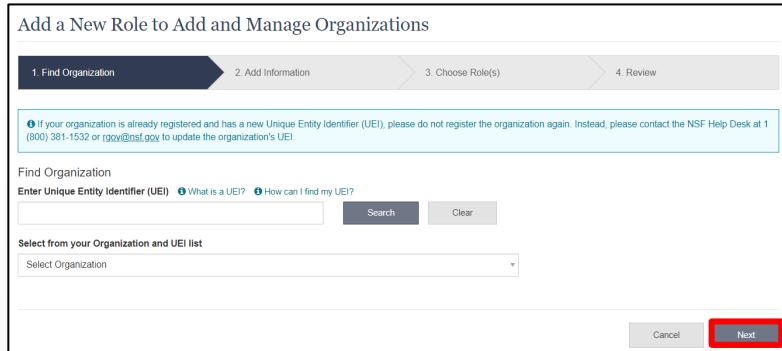 Add a New Role to Add and Manage Organizations
1. Find Organization
2. Add Information
3. Choose Role(s)
4. Review
If your organization is already registered and has a new Unique Entity Identifier (UEI), please do not register the organization again. Instead, please contact the NSF Help Desk at 1
(800) 381-1532 or rgov@nsf.gov to update the organization's UEI.
Find Organization
Enter Unique Entity Identifier (UEI) What is a UEI? How can I find my UEI?
Search
Clear
Select from your Organization and UEI list
Select Organization
Cancel
Next